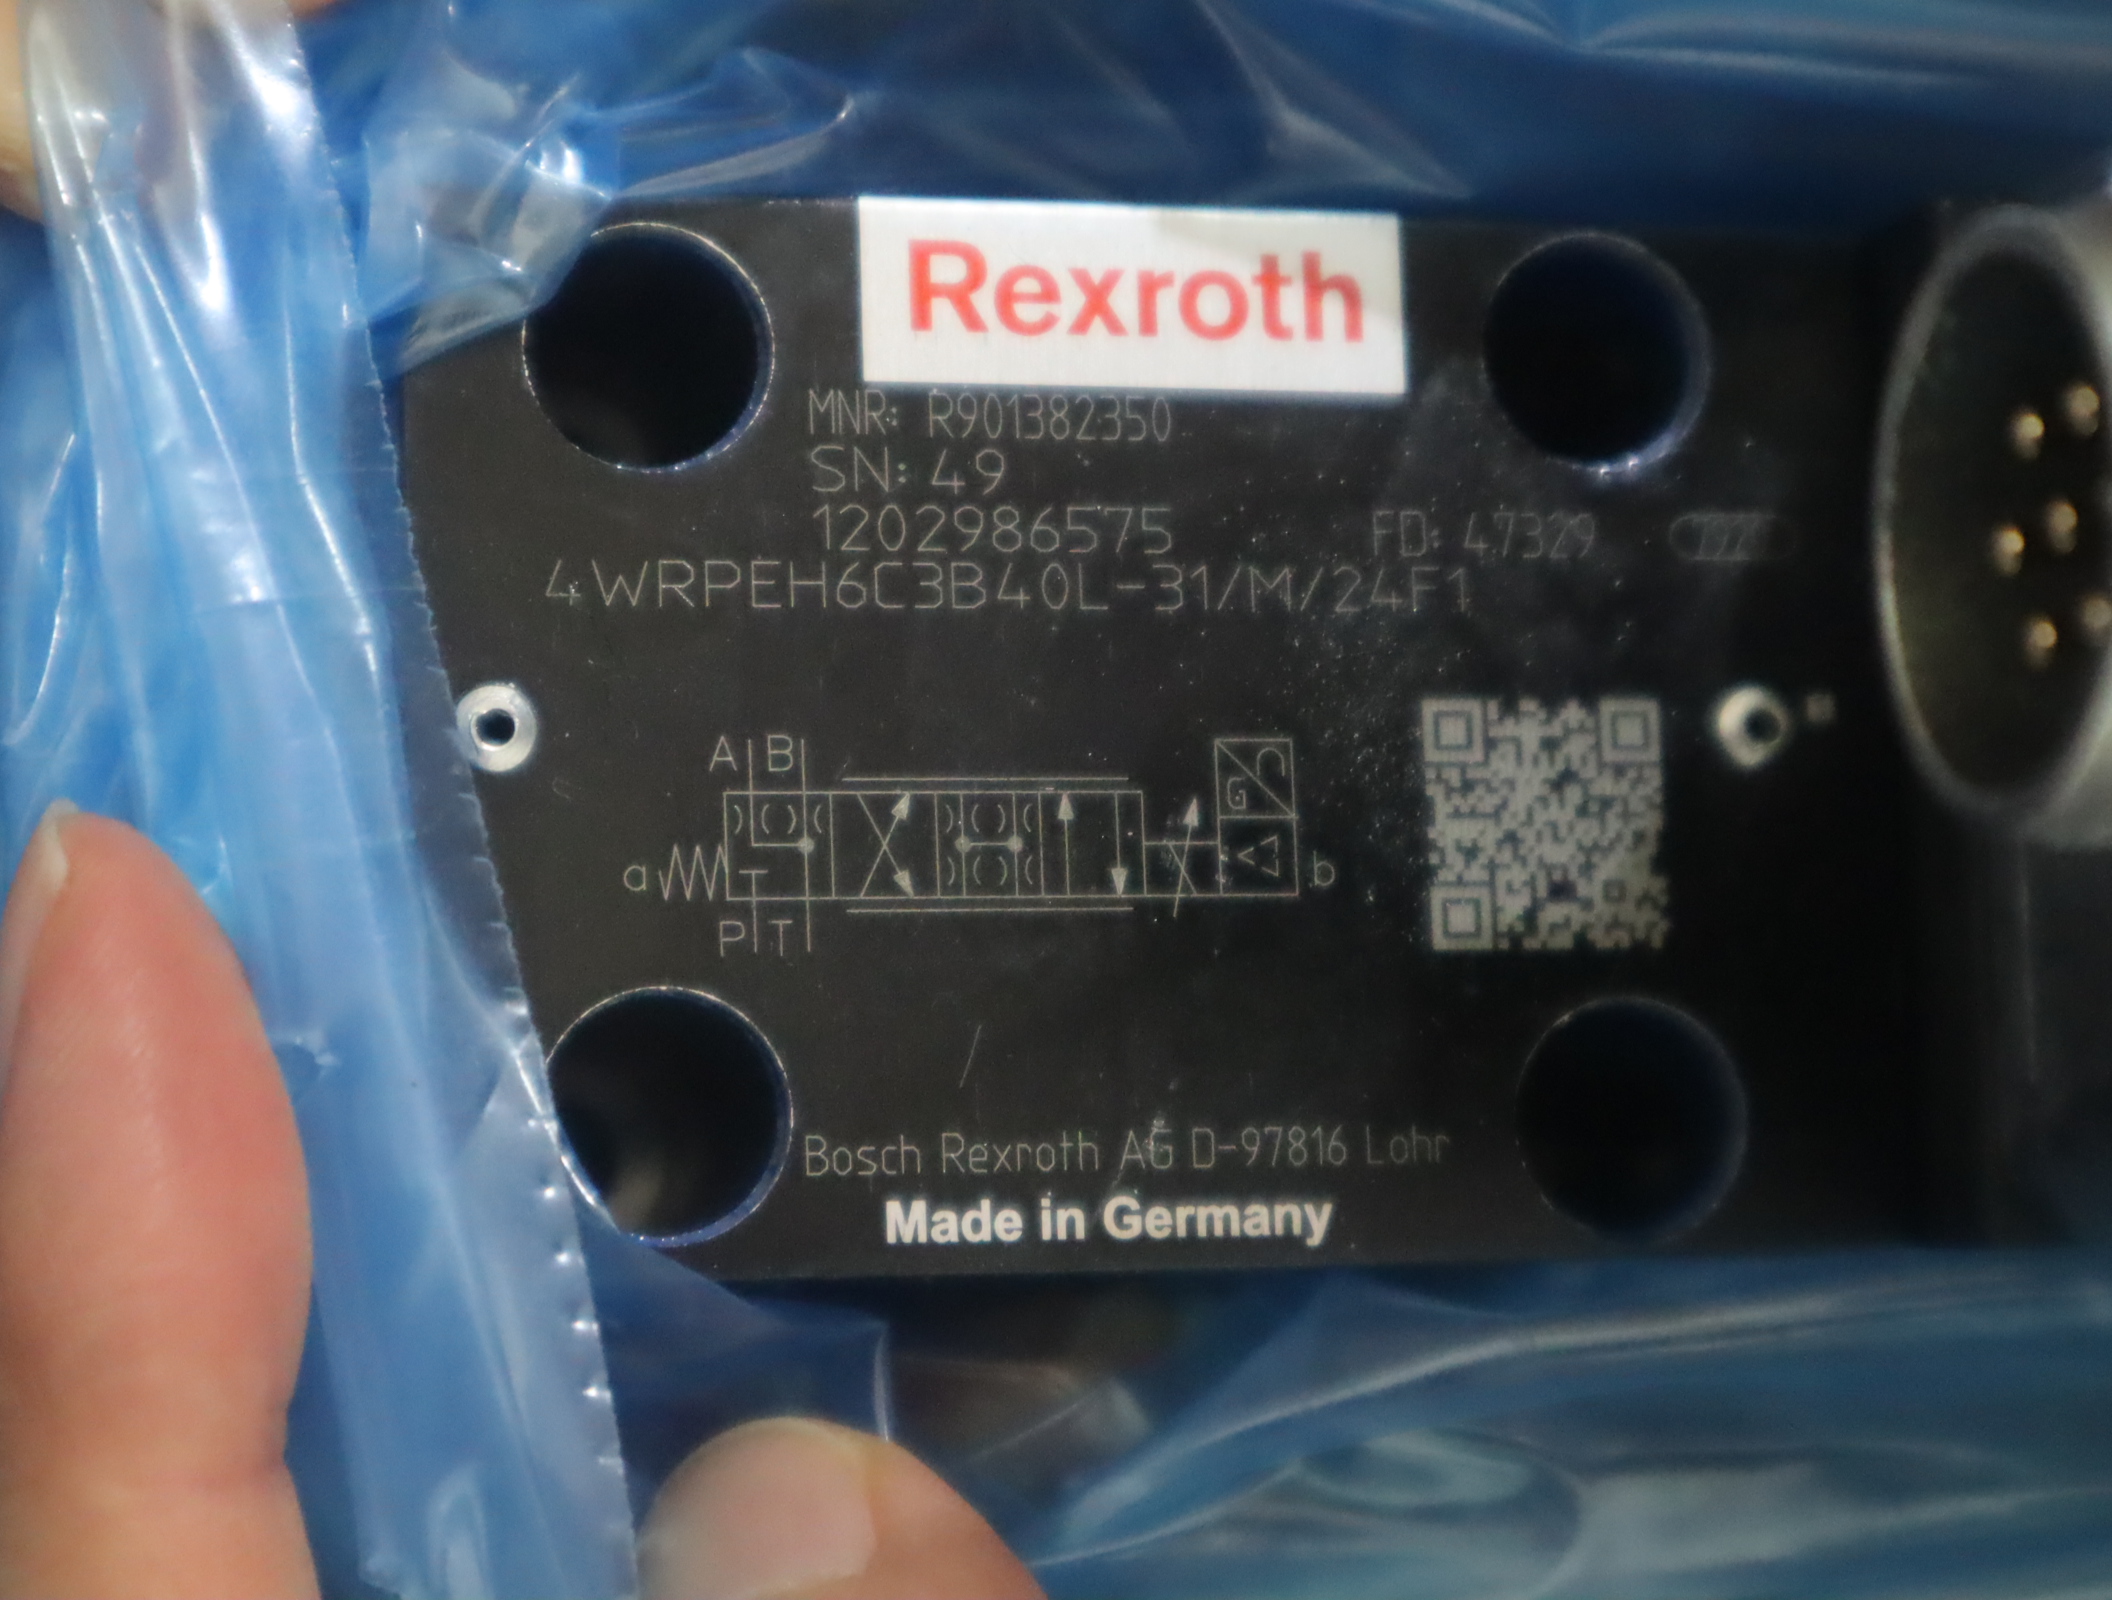 Rexroth
MNR: R901382350
SN: 49
1202986575
FD: 47329
4WRPEH6C3B40L-31/M/24F1
A B
a
b
P T
Bosch Rexroth AG D-97816 Lohr
Made in Germany